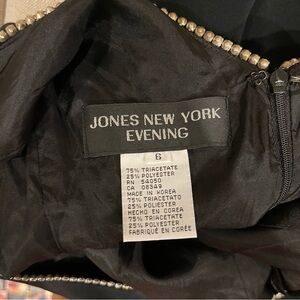 JONES NEW YORK
EVENING
6
75% TRIACETATE
25% POLYESTER
RN 54050
CA 08349
MADE IN KOREA
75% TRIACETATO
25% POLIESTER
HECHO EN COREA
75% TRIACETATE
25% POLYESTER
FABRIQUÉ EN CORÉE